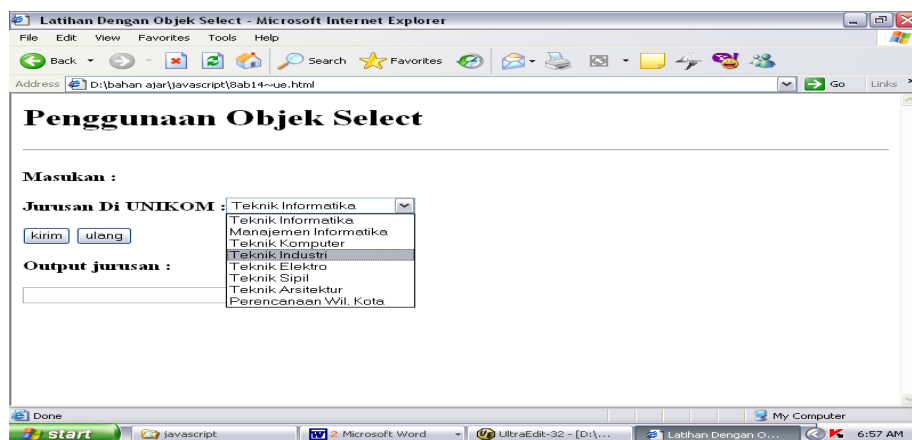 Latihan Dengan Objek Select - Microsoft Internet Explorer
File Edit View Favorites Tools Help
Back Search Favorites
Address D:\bahan ajar\javascript\8ab14~ue.html Go Links »
Penggunaan Objek Select
Masukan :
Jurusan Di UNIKOM : Teknik Informatika
Teknik Informatika
Manajemen Informatika
Teknik Komputer
Teknik Industri
Teknik Elektro
Teknik Sipil
Teknik Arsitektur
Perencanaan Wil. Kota
kirim ulang
Output jurusan :
Done My Computer
start javascript 2 Microsoft Word UltraEdit-32 - [D:\... Latihan Dengan O... 6:57 AM